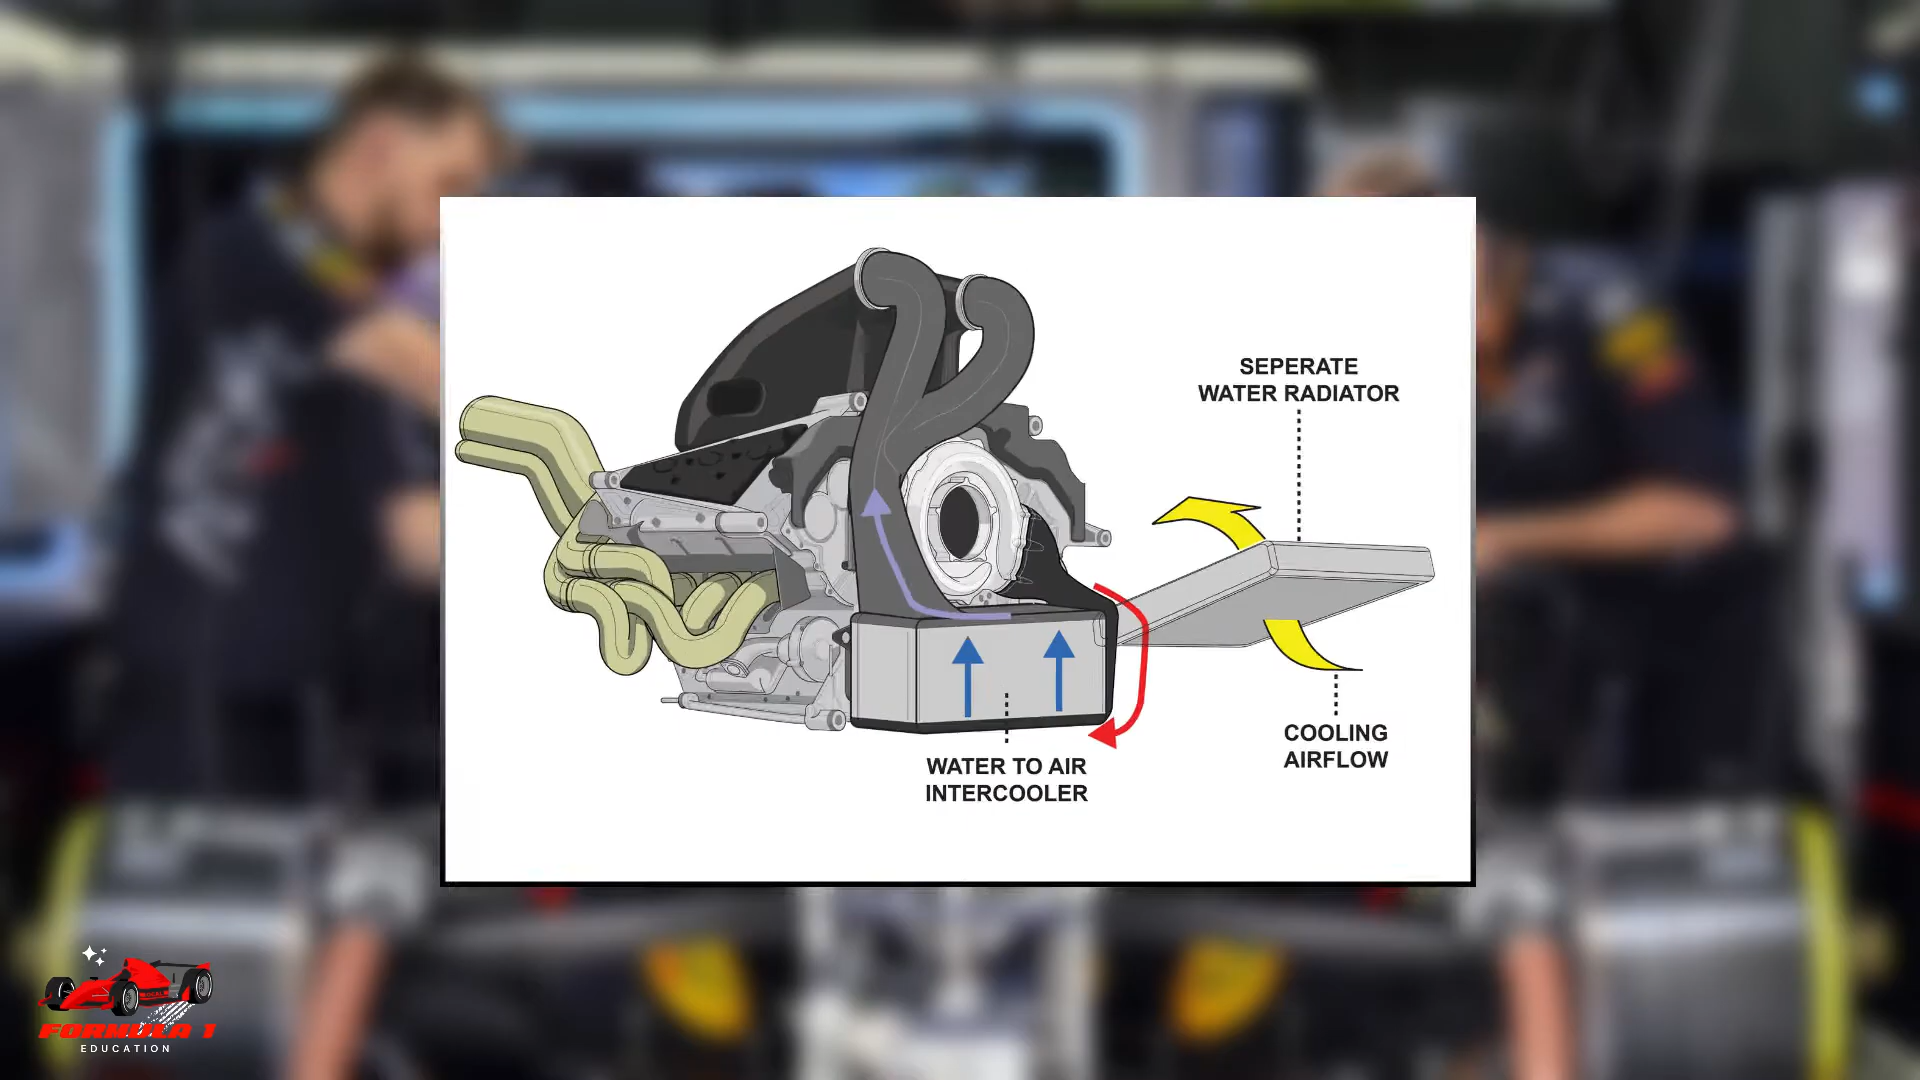 SEPERATE
WATER RADIATOR
COOLING
AIRFLOW
WATER TO AIR
INTERCOOLER
FORMULA 1
EDUCATION